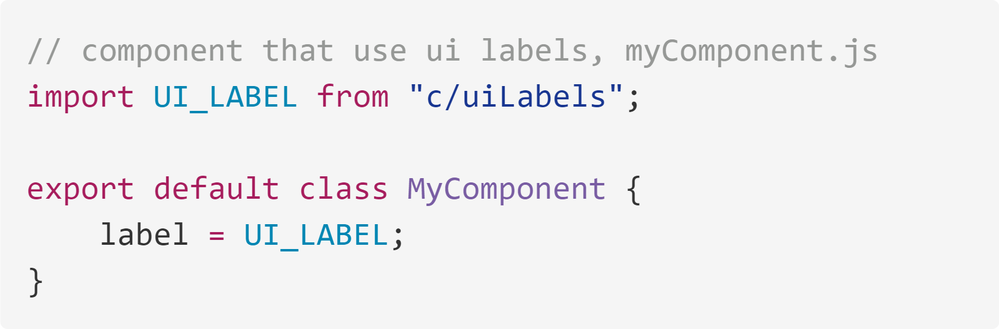 // component that use ui labels, myComponent.js
import UI_LABEL from "c/uiLabels";

export default class MyComponent {
    label = UI_LABEL;
}